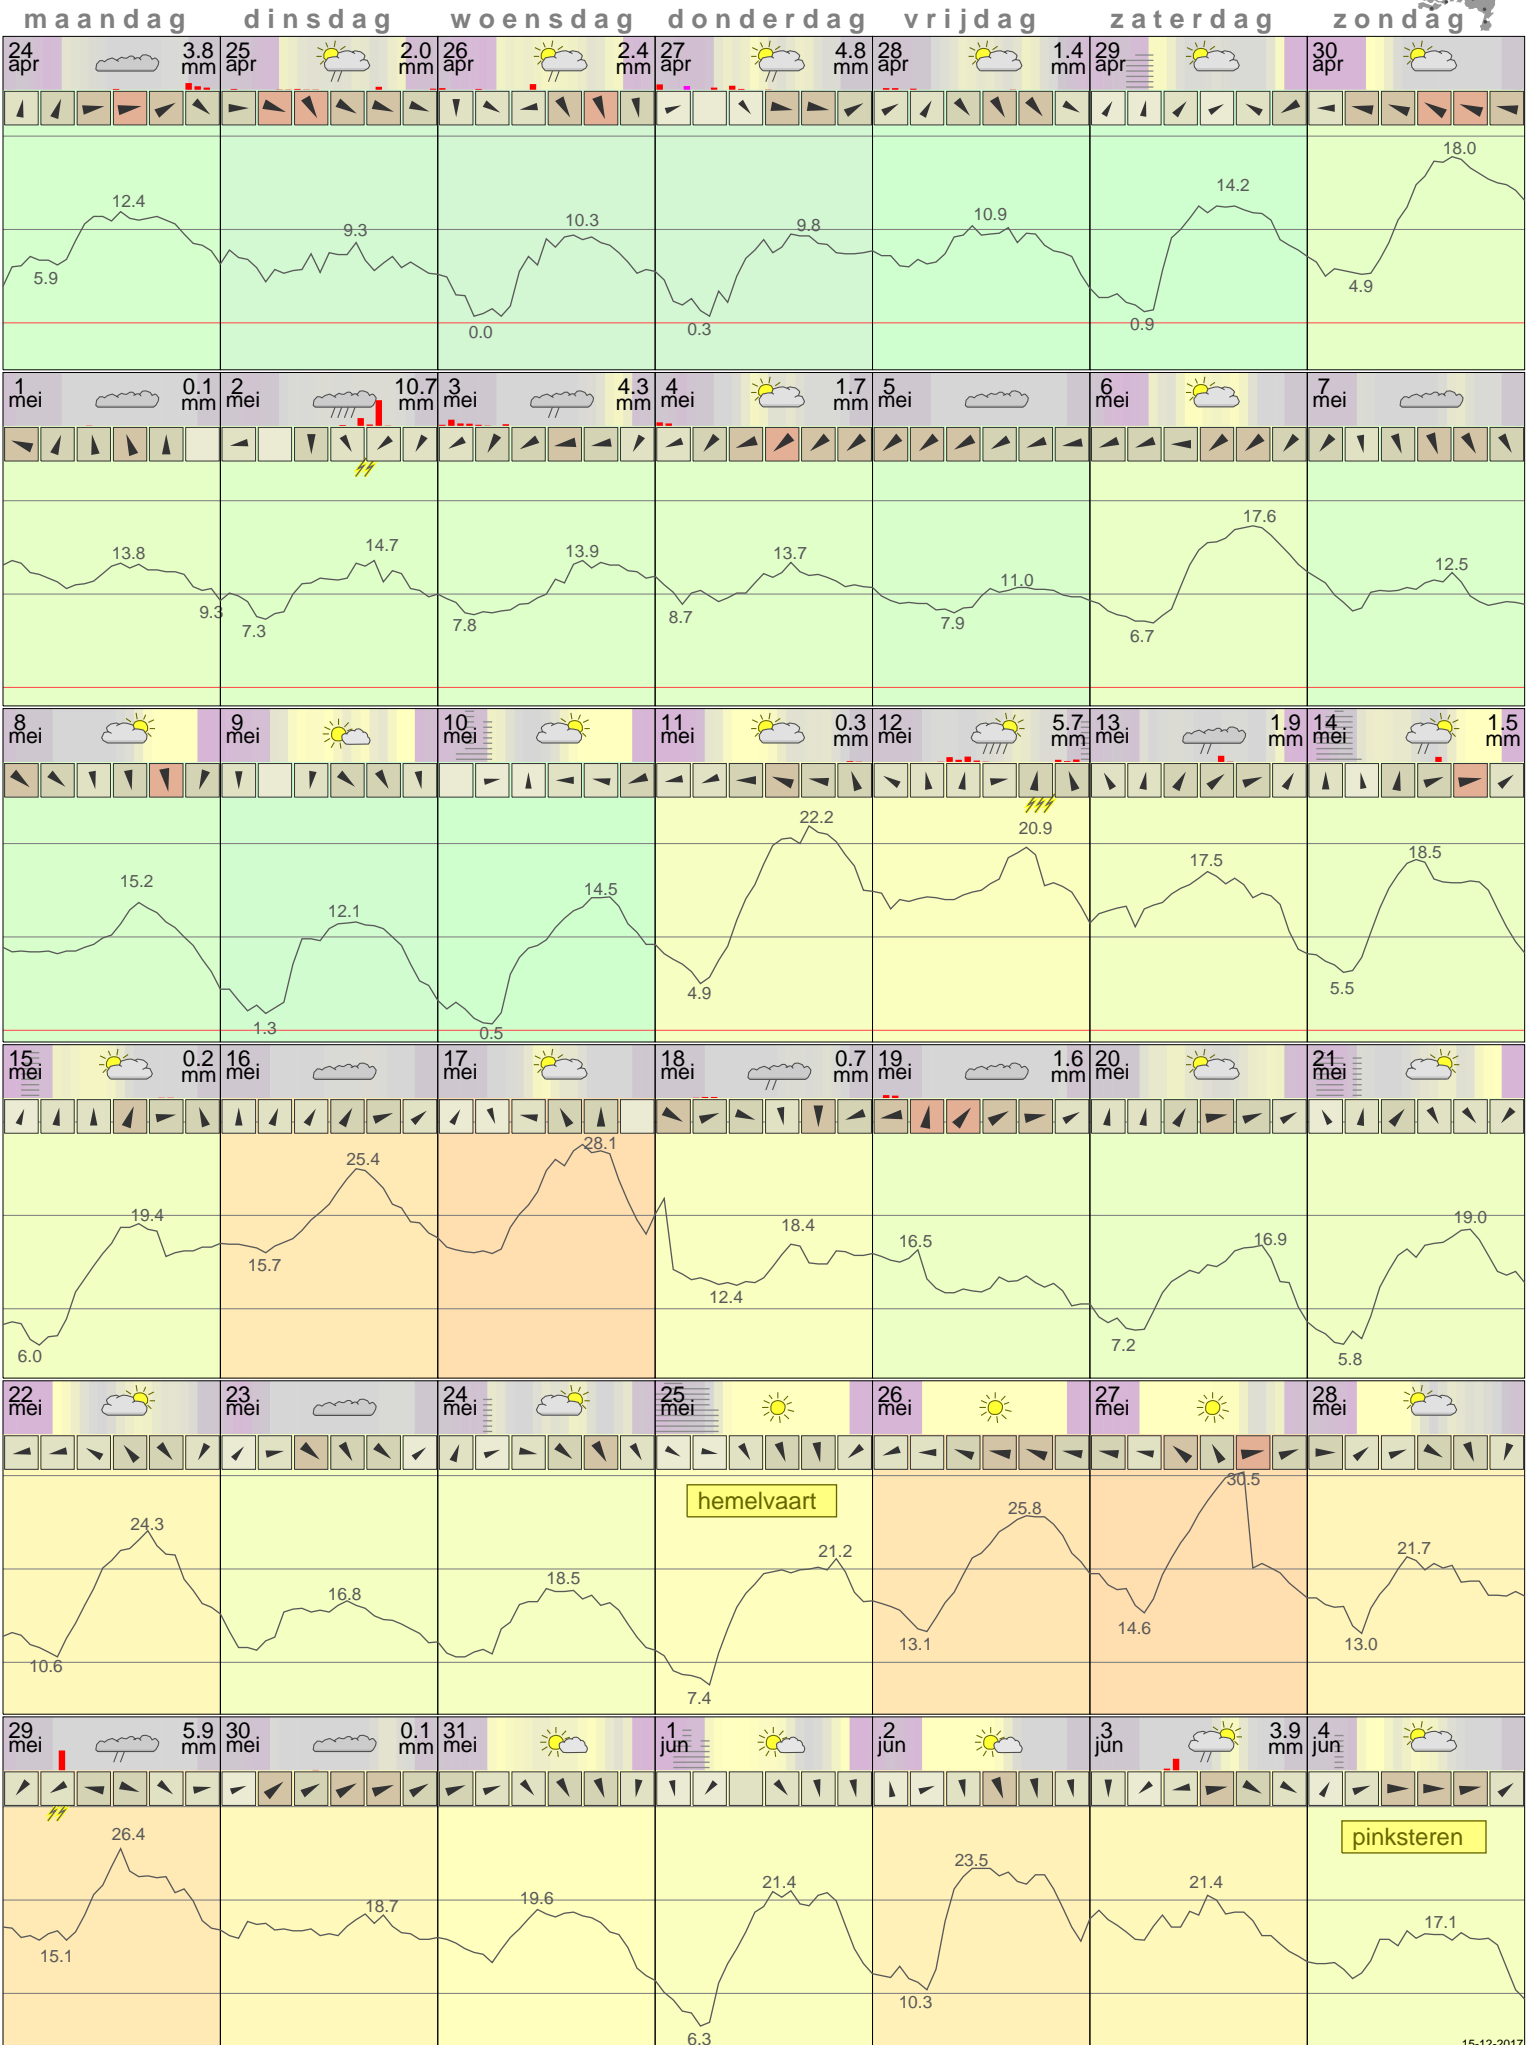 maandag dinsdag woensdag donderdag vrijdag zaterdag zondag
24 apr 3.8 mm 25 apr 2.0 mm 26 apr 2.4 mm 27 apr 4.8 mm 28 apr 1.4 mm 29 apr 30 apr
12.4 5.9 9.3 10.3 0.0 9.8 0.3 10.9 14.2 0.9 18.0 4.9
1 mei 0.1 mm 2 mei 10.7 mm 3 mei 4.3 mm 4 mei 1.7 mm 5 mei 6 mei 7 mei
13.8 9.3 14.7 7.3 13.9 7.8 13.7 8.7 11.0 7.9 17.6 6.7 12.5
8 mei 9 mei 10 mei 11 mei 0.3 mm 12 mei 5.7 mm 13 mei 1.9 mm 14 mei 1.5 mm
15.2 12.1 1.3 14.5 0.5 22.2 4.9 20.9 17.5 18.5 5.5
15 mei 0.2 mm 16 mei 17 mei 18 mei 0.7 mm 19 mei 1.6 mm 20 mei 21 mei
19.4 6.0 25.4 15.7 28.1 18.4 12.4 16.5 16.9 7.2 19.0 5.8
22 mei 23 mei 24 mei 25 mei 26 mei 27 mei 28 mei
hemelvaart
24.3 10.6 16.8 18.5 21.2 7.4 25.8 13.1 30.5 14.6 21.7 13.0
29 mei 5.9 mm 30 mei 0.1 mm 31 mei 1 jun 2 jun 3 jun 3.9 mm 4 jun
pinksteren
26.4 15.1 18.7 19.6 21.4 6.3 23.5 10.3 21.4 17.1
15-12-2017